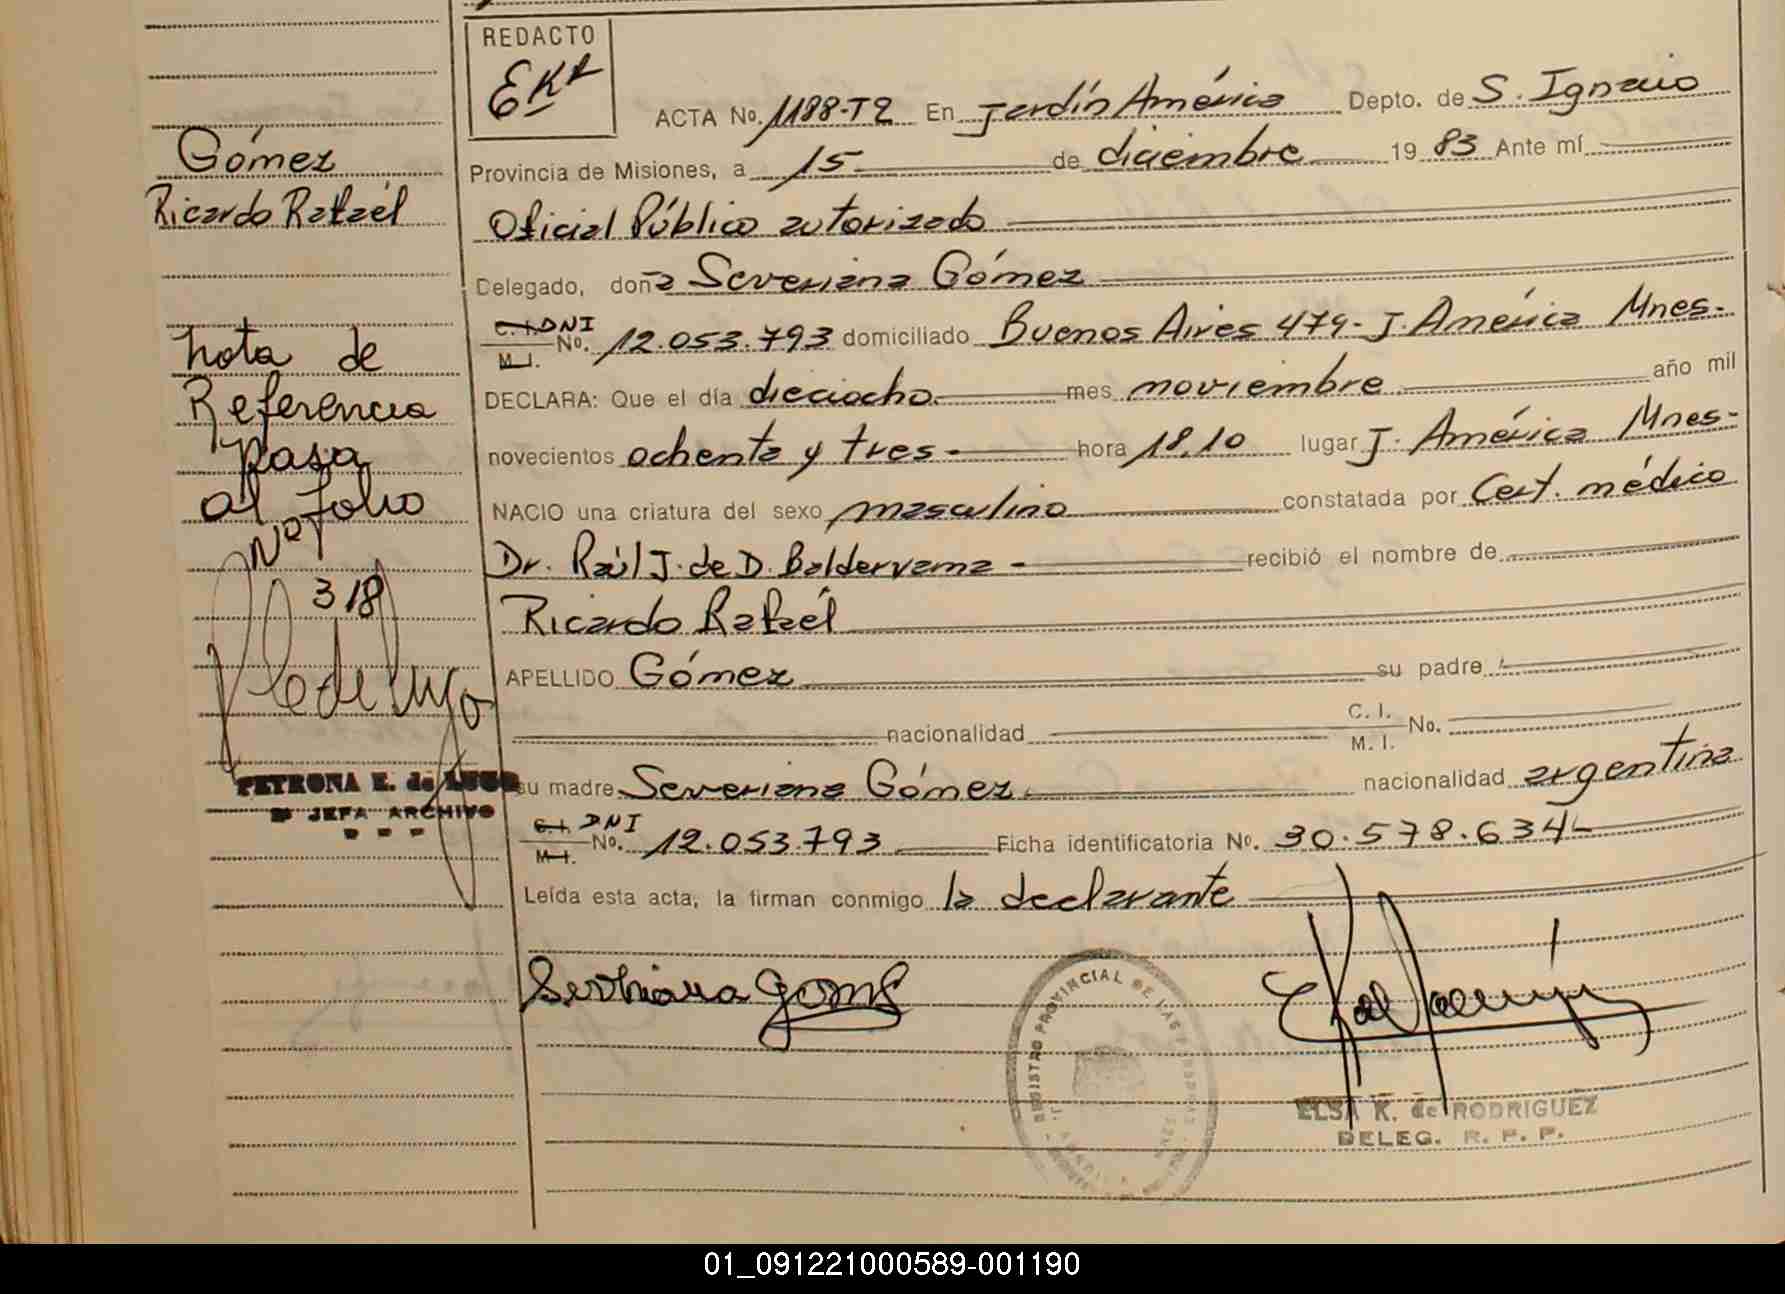 REDACTO
EKR
ACTA No. 1188-T2 En Jardín América Depto. de S. Ignacio
Provincia de Misiones, a 15 de diciembre 1983 Ante mí
Oficial Público autorizado
Delegado, doña Severiana Gómez
C.I. DNI
M.I. No. 12.053.793 domiciliado Buenos Aires 479- J. América Mnes-
DECLARA: Que el día dieciocho mes noviembre año mil
novecientos ochenta y tres hora 18,10 lugar J. América Mnes-
NACIO una criatura del sexo masculino constatada por Cert. médico
Dr. Raúl J. de D. Balderrama - recibió el nombre de
Ricardo Rafaél
APELLIDO Gómez su padre
nacionalidad C. I. M. I. No.
su madre Severiana Gómez nacionalidad argentina
C.I. DNI
M.I. No. 12.053.793 Ficha identificatoria No. 30.578.634-
Leída esta acta, la firman conmigo la declarante
Gómez
Ricardo Rafaél
nota de
Referencia
pasa
al folio
Nº
318
PETRONA E. de LUGO
JEFA ARCHIVO
REGISTRO PROVINCIAL DE LAS PERSONAS
ELSA K. de RODRIGUEZ
DELEG. R. P. P.
01_091221000589-001190